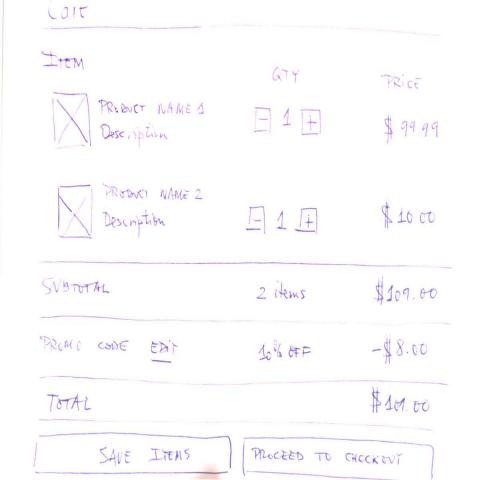 Cart
ITEM QTY PRICE
PRODUCT NAME 1
Description
- 1 + $ 99.99
PRODUCT NAME 2
Description
- 1 + $ 10.00
SUBTOTAL 2 items $109.00
PROMO CODE EDIT 10% OFF -$8.00
TOTAL $101.00
SAVE ITEMS PROCEED TO CHECKOUT